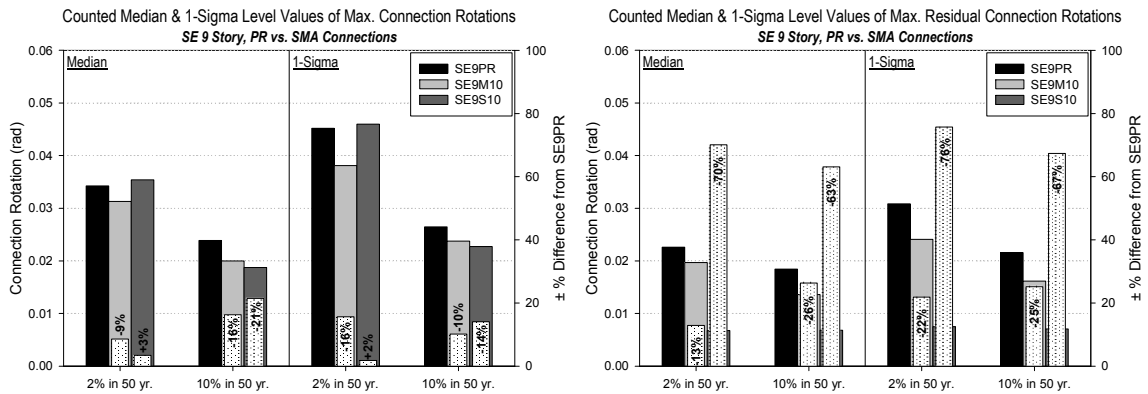 Counted Median & 1-Sigma Level Values of Max. Connection Rotations
SE 9 Story, PR vs. SMA Connections
Connection Rotation (rad)
0.06
0.05
0.04
0.03
0.02
0.01
0.00
Median
1-Sigma
SE9PR
SE9M10
SE9S10
-9%
+3%
-16%
-21%
-16%
+2%
-10%
-14%
2% in 50 yr.
10% in 50 yr.
2% in 50 yr.
10% in 50 yr.
100
80
60
40
20
0
± % Difference from SE9PR
Counted Median & 1-Sigma Level Values of Max. Residual Connection Rotations
SE 9 Story, PR vs. SMA Connections
Connection Rotation (rad)
0.06
0.05
0.04
0.03
0.02
0.01
0.00
Median
1-Sigma
SE9PR
SE9M10
SE9S10
-13%
-70%
-26%
-63%
-22%
-76%
-25%
-67%
2% in 50 yr.
10% in 50 yr.
2% in 50 yr.
10% in 50 yr.
100
80
60
40
20
0
± % Difference from SE9PR